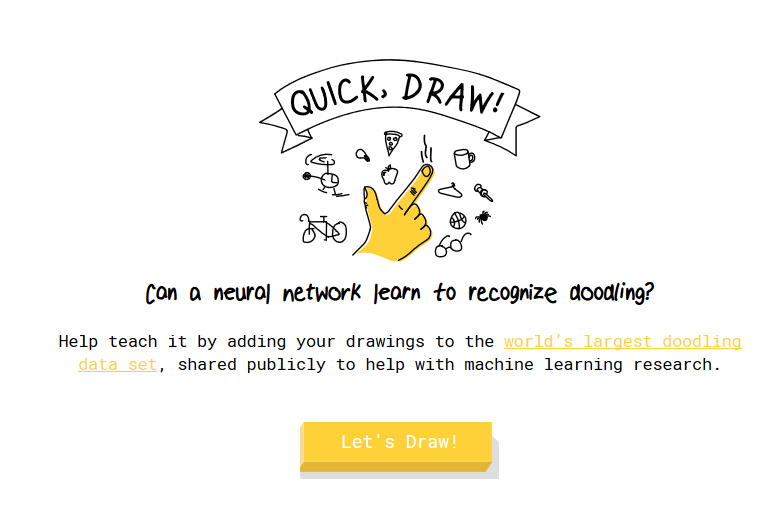 QUICK, DRAW!
Can a neural network learn to recognize doodling?
Help teach it by adding your drawings to the world's largest doodling
data set, shared publicly to help with machine learning research.
Let's Draw!